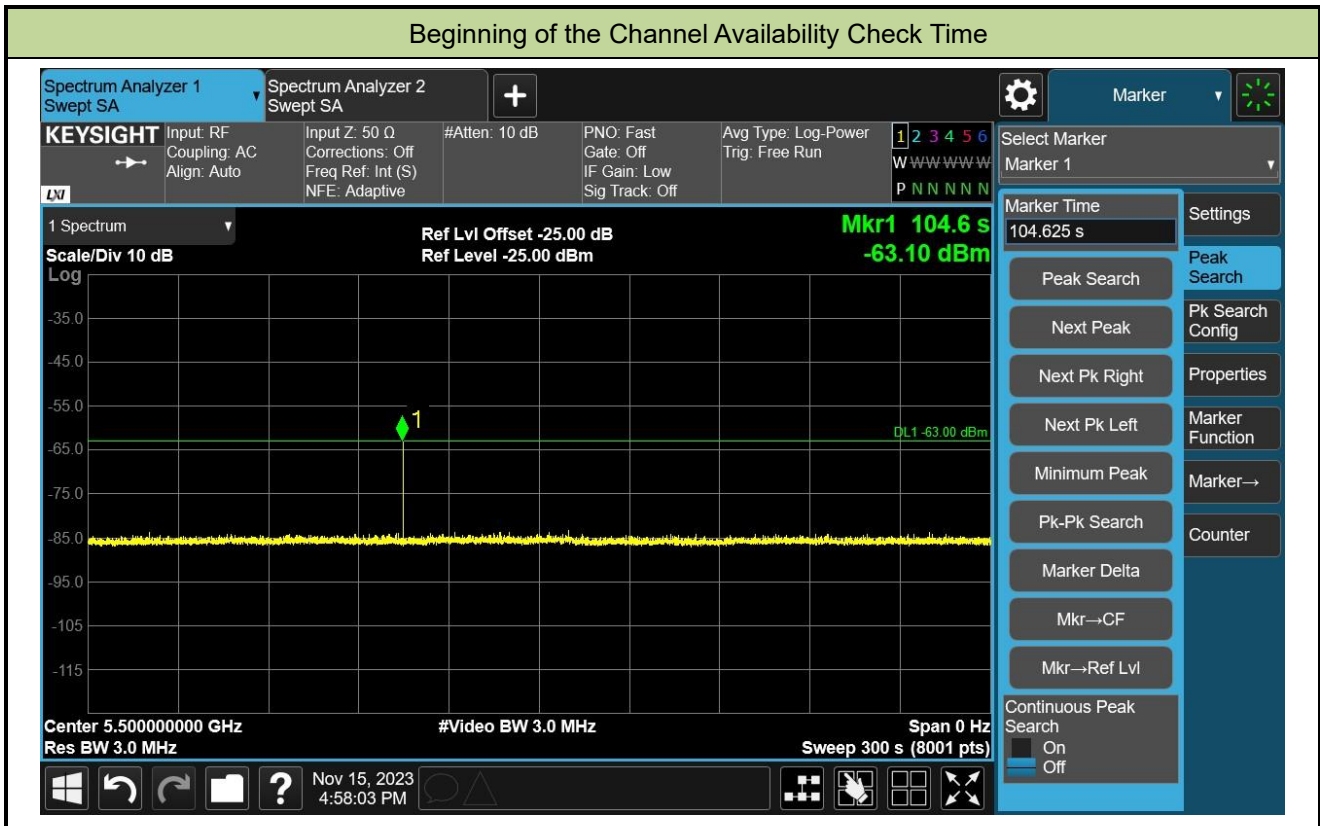 Beginning of the Channel Availability Check Time
Spectrum Analyzer 1
Swept SA
Spectrum Analyzer 2
Swept SA
Marker
KEYSIGHT
LXI
Input: RF
Coupling: AC
Align: Auto
Input Z: 50 Ω
Corrections: Off
Freq Ref: Int (S)
NFE: Adaptive
#Atten: 10 dB
PNO: Fast
Gate: Off
IF Gain: Low
Sig Track: Off
Avg Type: Log-Power
Trig: Free Run
1 2 3 4 5 6
W W W W W W
P N N N N N
Select Marker
Marker 1
1 Spectrum
Scale/Div 10 dB
Log
Ref Lvl Offset -25.00 dB
Ref Level -25.00 dBm
Mkr1 104.6 s
-63.10 dBm
-35.0
-45.0
-55.0
-65.0
-75.0
-85.0
-95.0
-105
-115
1
DL1 -63.00 dBm
Center 5.500000000 GHz
Res BW 3.0 MHz
#Video BW 3.0 MHz
Span 0 Hz
Sweep 300 s (8001 pts)
Marker Time
104.625 s
Peak Search
Next Peak
Next Pk Right
Next Pk Left
Minimum Peak
Pk-Pk Search
Marker Delta
Mkr→CF
Mkr→Ref Lvl
Continuous Peak
Search
On
Off
Settings
Peak
Search
Pk Search
Config
Properties
Marker
Function
Marker→
Counter
?
Nov 15, 2023
4:58:03 PM